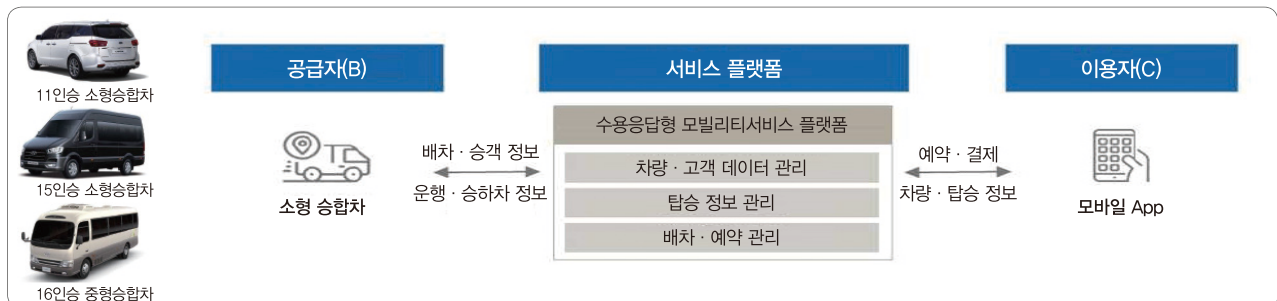 11인승 소형승합차
15인승 소형승합차
16인승 중형승합차
공급자(B)
소형 승합차
배차 · 승객 정보
운행 · 승하차 정보
서비스 플랫폼
수용응답형 모빌리티서비스 플랫폼
차량 · 고객 데이터 관리
탑승 정보 관리
배차 · 예약 관리
예약 · 결제
차량 · 탑승 정보
이용자(C)
모바일 App